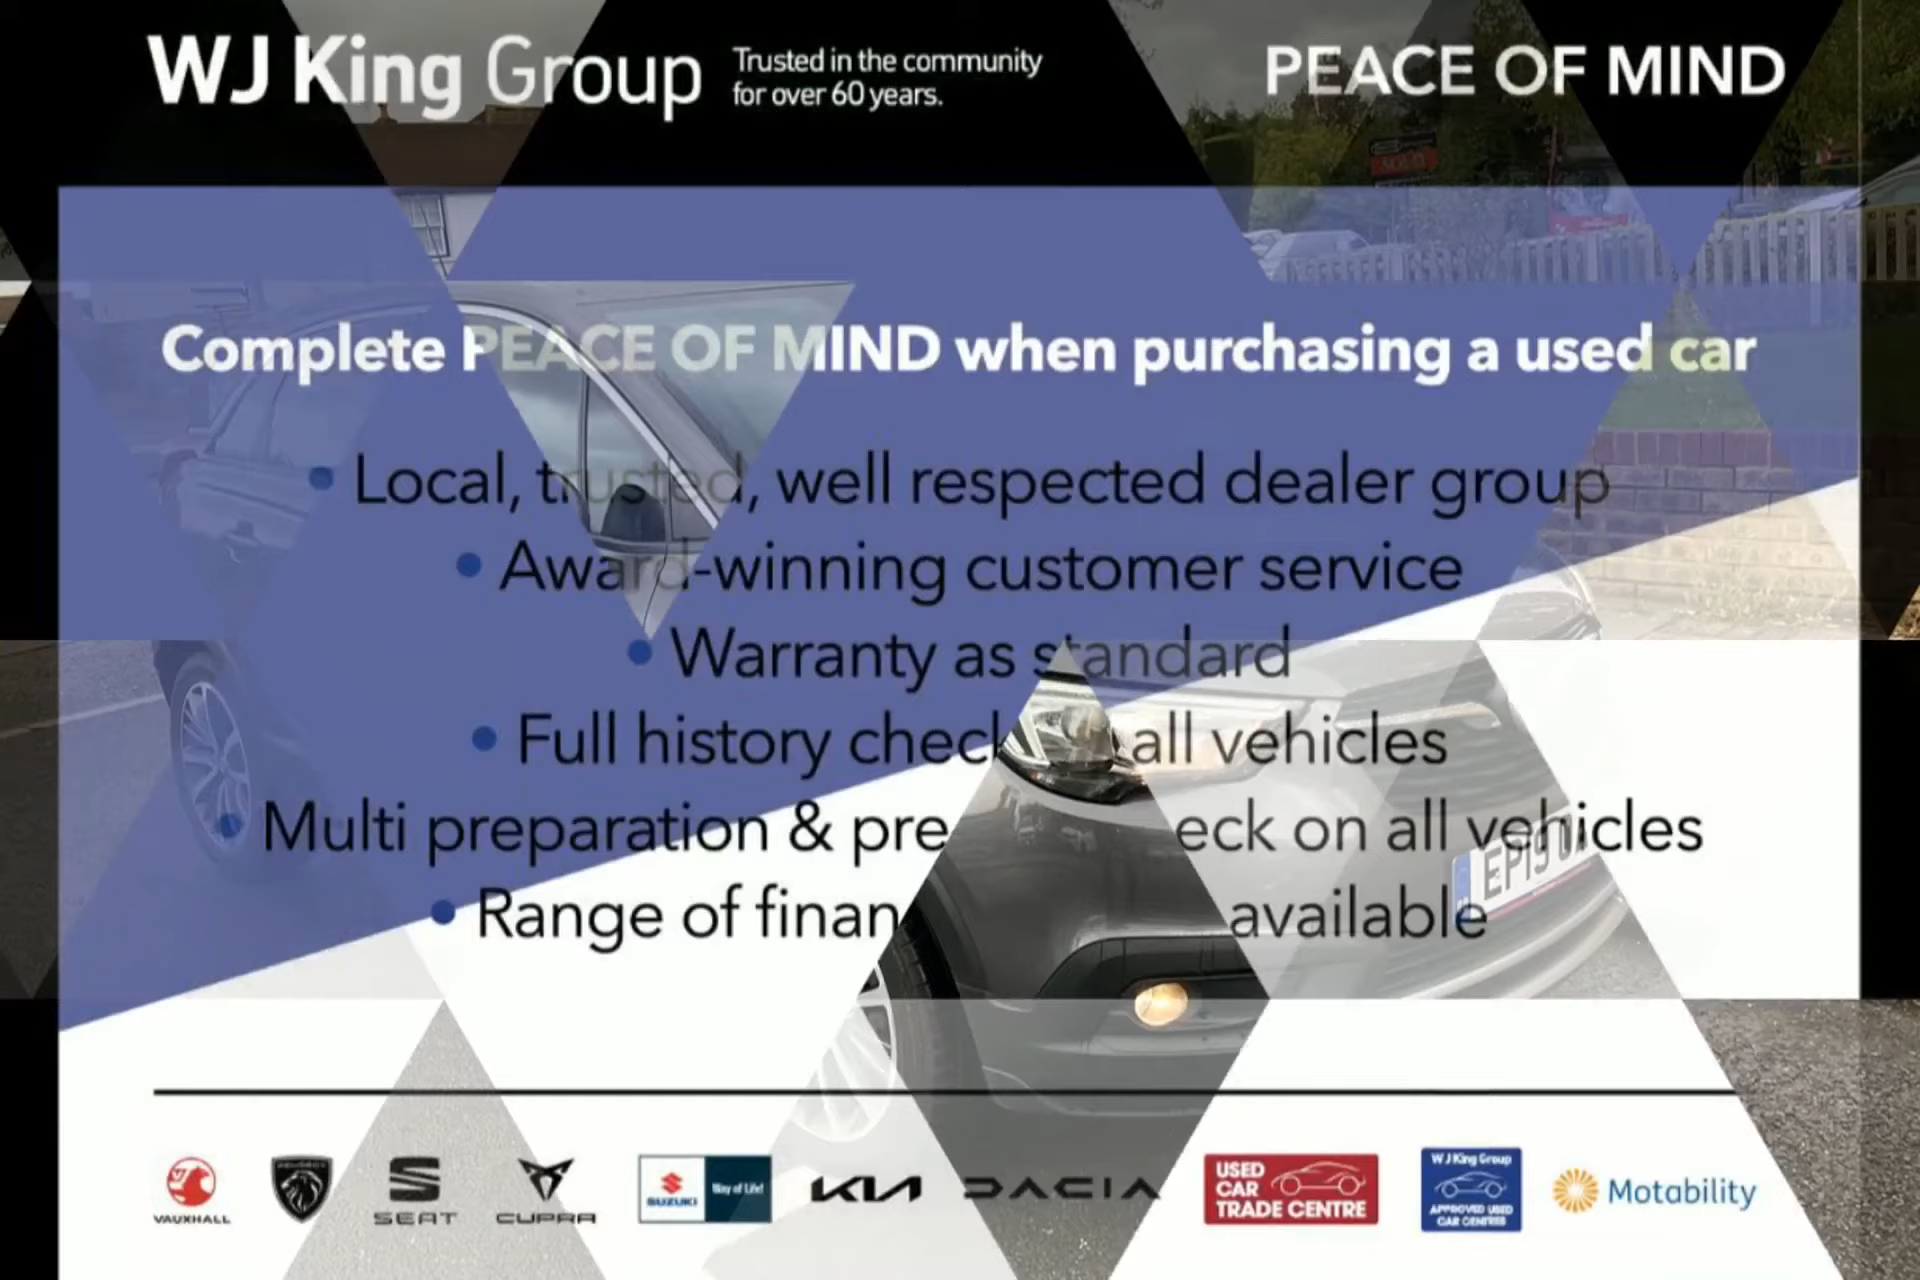 WJ King Group
Trusted in the community
for over 60 years.
PEACE OF MIND
Complete PEACE OF MIND when purchasing a used car
• Local, trusted, well respected dealer group
• Award-winning customer service
• Warranty as standard
• Full history check all vehicles
• Multi preparation & pre eck on all vehicles
• Range of finan available
EP19
VAUXHALL
PEUGEOT
SEAT
CUPRA
SUZUKI
Way of Life!
KIA
DACIA
USED
CAR
TRADE CENTRE
W J King Group
APPROVED USED
CAR CENTRES
Motability